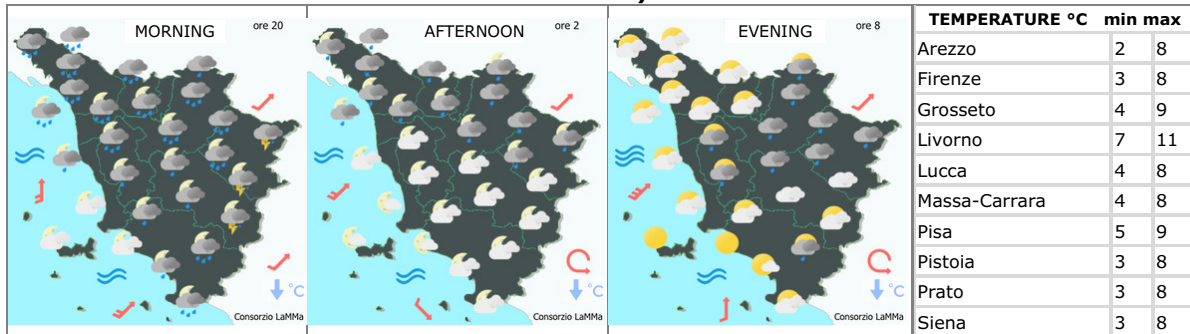 MORNING ore 20
AFTERNOON ore 2
EVENING ore 8
°C
Consorzio LaMMa
°C
Consorzio LaMMa
°C
Consorzio LaMMa
TEMPERATURE °C min max
Arezzo 2 8
Firenze 3 8
Grosseto 4 9
Livorno 7 11
Lucca 4 8
Massa-Carrara 4 8
Pisa 5 9
Pistoia 3 8
Prato 3 8
Siena 3 8